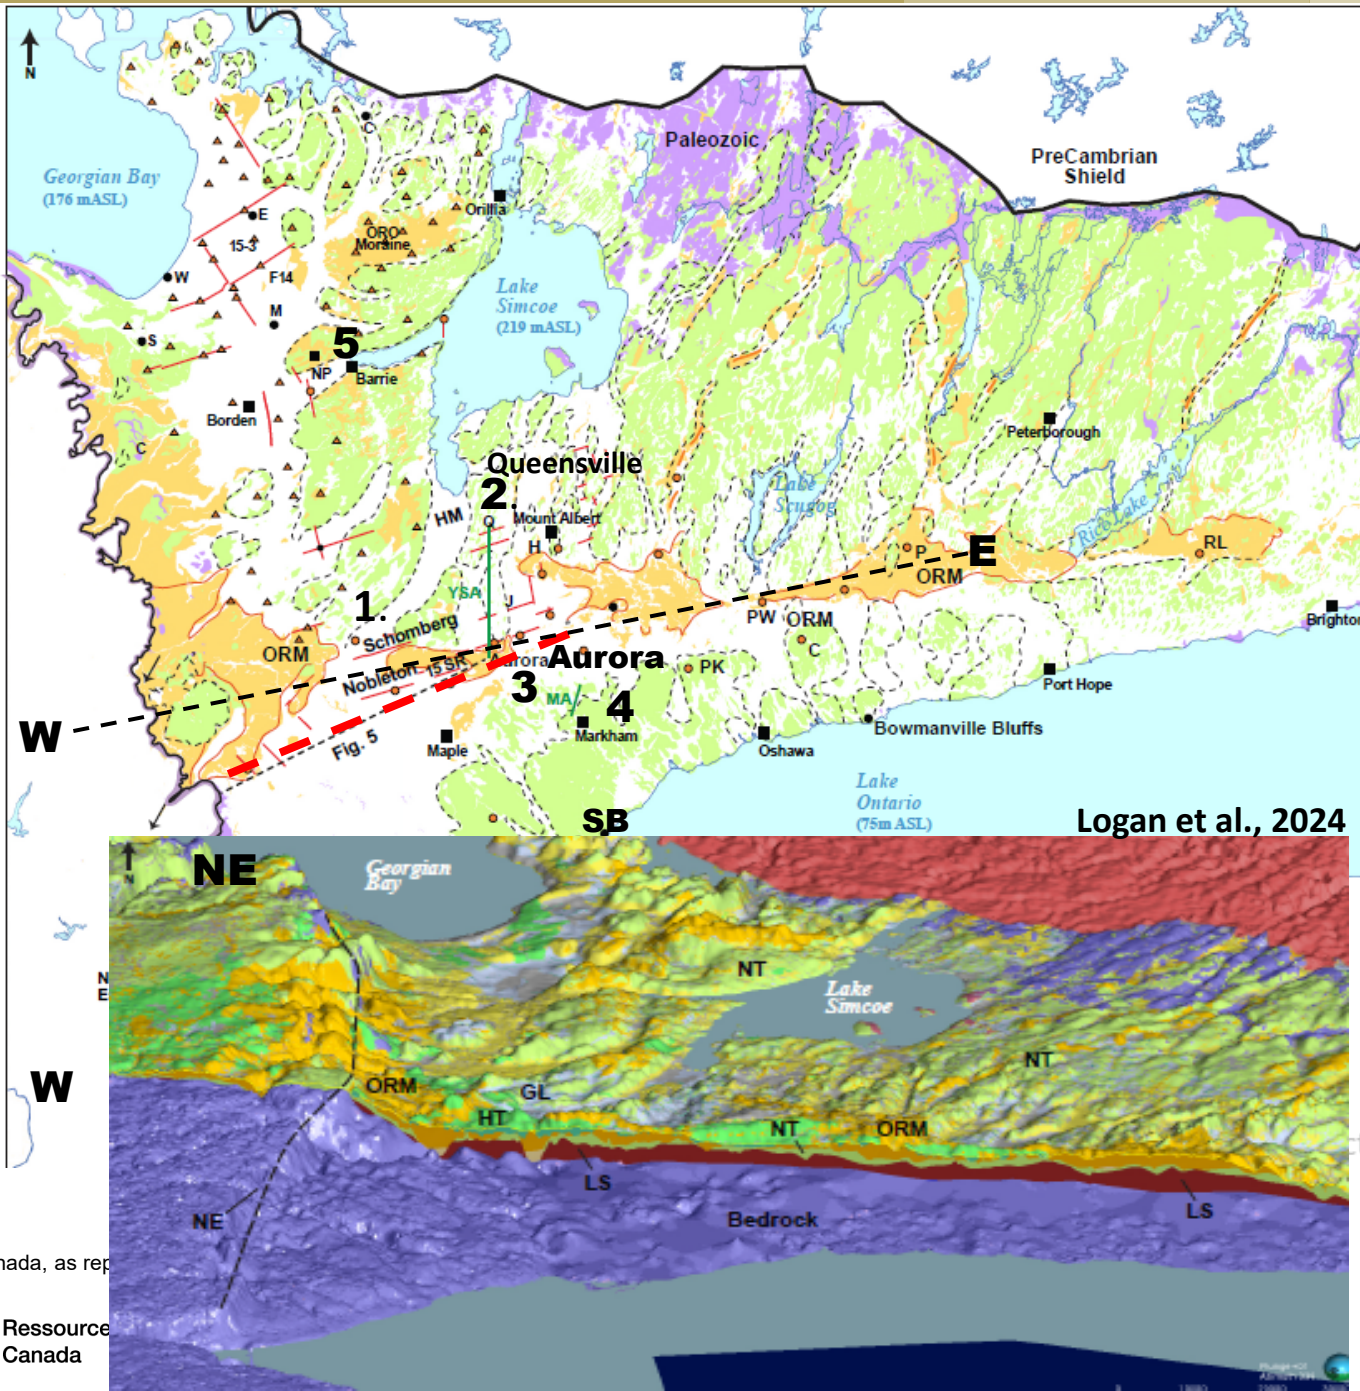 N
Paleozoic
PreCambrian
Shield
Georgian Bay
(176 mASL)
C
Orillia
E
ORO
Moraine
15-3
W
F14
Lake
Simcoe
(219 mASL)
M
S
5
NP
Barrie
Borden
Peterborough
C
Queensville
2.
Lake
Scugog
HM
Mount Albert
H
Rice Lake
RL
P
E
ORM
YSA
J
1.
Schomberg
PW
ORM
Brighton
ORM
C
Aurora
Nobleton
15 SR
PK
3
MA
4
Port Hope
W
Fig. 5
Maple
Markham
Oshawa
Bowmanville Bluffs
Lake
Ontario
(75m ASL)
SB
Logan et al., 2024
N
NE
Georgian
Bay
NT
Lake
Simcoe
N
E
NT
W
ORM
GL
HT
NT
ORM
LS
LS
NE
Bedrock
nada, as rep
Ressource
Canada